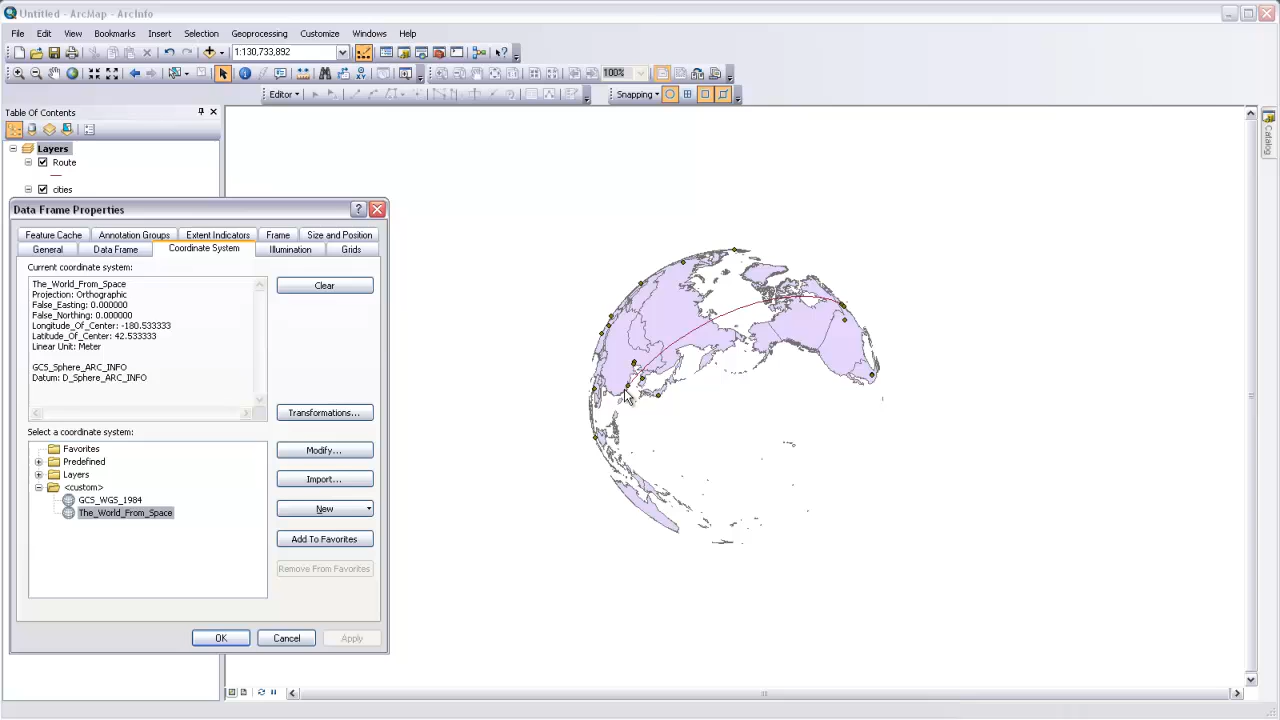 Untitled - ArcMap - ArcInfo
File Edit View Bookmarks Insert Selection Geoprocessing Customize Windows Help
1:130,733,892
100%
Editor Snapping
Table Of Contents
Layers
Route
cities
Catalog
Data Frame Properties
Feature Cache Annotation Groups Extent Indicators Frame Size and Position
General Data Frame Coordinate System Illumination Grids
Current coordinate system:
The_World_From_Space
Projection: Orthographic
False_Easting: 0.000000
False_Northing: 0.000000
Longitude_Of_Center: -180.533333
Latitude_Of_Center: 42.533333
Linear Unit: Meter
GCS_Sphere_ARC_INFO
Datum: D_Sphere_ARC_INFO
Clear
Transformations...
Select a coordinate system:
Favorites
Predefined
Layers
<custom>
GCS_WGS_1984
The_World_From_Space
Modify...
Import...
New
Add To Favorites
Remove From Favorites
OK Cancel Apply